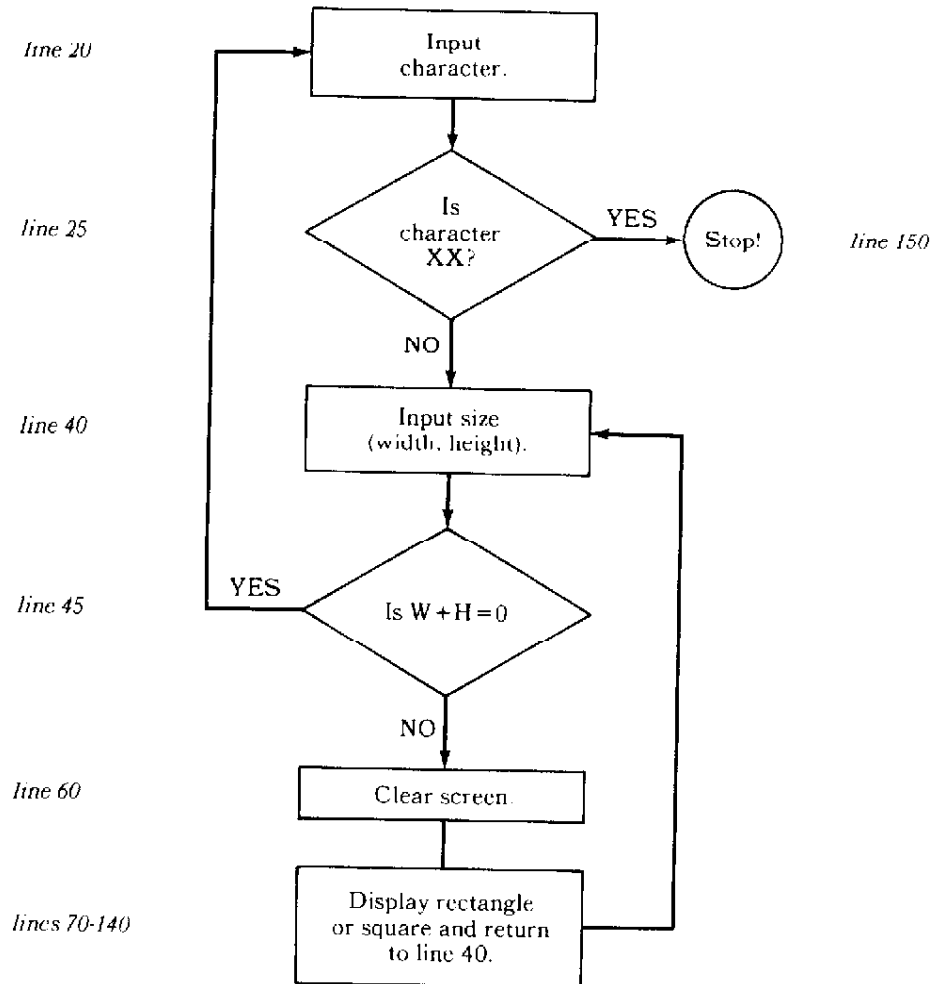 line 20
Input
character.
line 25
Is
character
XX?
YES
Stop!
line 150
NO
line 40
Input size
(width, height).
line 45
YES
Is W + H = 0
NO
line 60
Clear screen.
lines 70-140
Display rectangle
or square and return
to line 40.